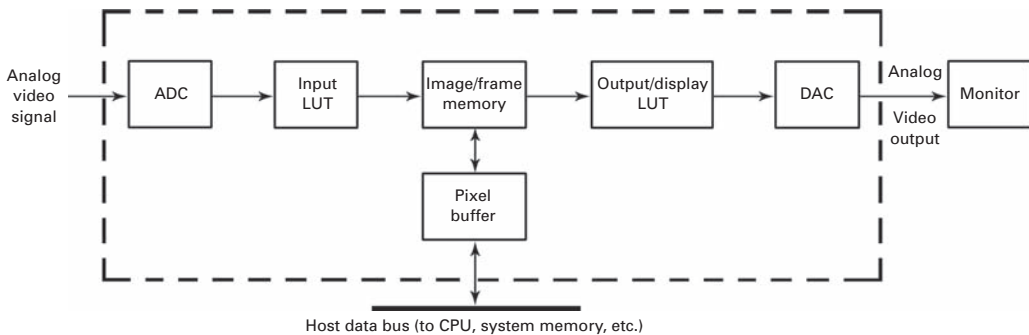 Analog
video
signal
ADC
Input
LUT
Image/frame
memory
Output/display
LUT
DAC
Analog
Video
output
Monitor
Pixel
buffer
Host data bus (to CPU, system memory, etc.)